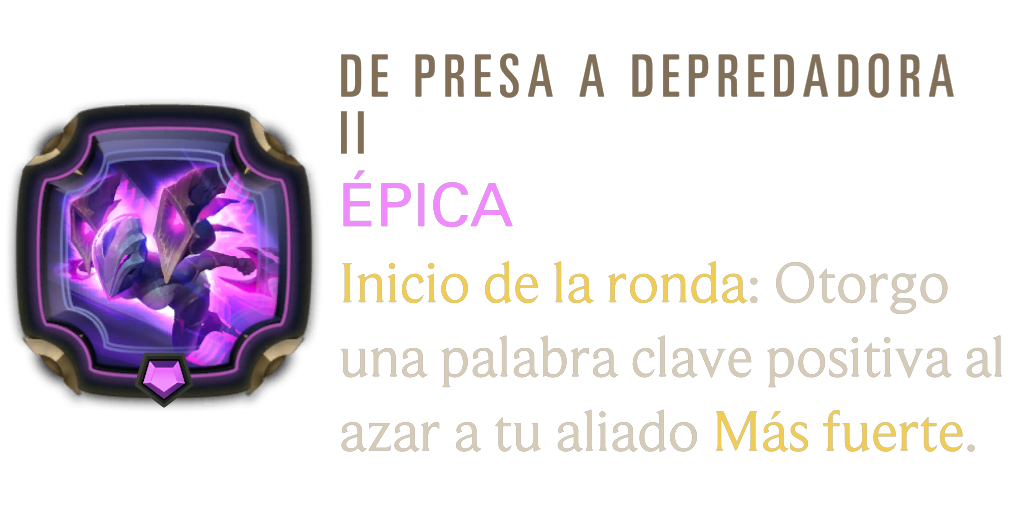 DE PRESA A DEPREDADORA
II
ÉPICA
Inicio de la ronda: Otorgo
una palabra clave positiva al
azar a tu aliado Más fuerte.